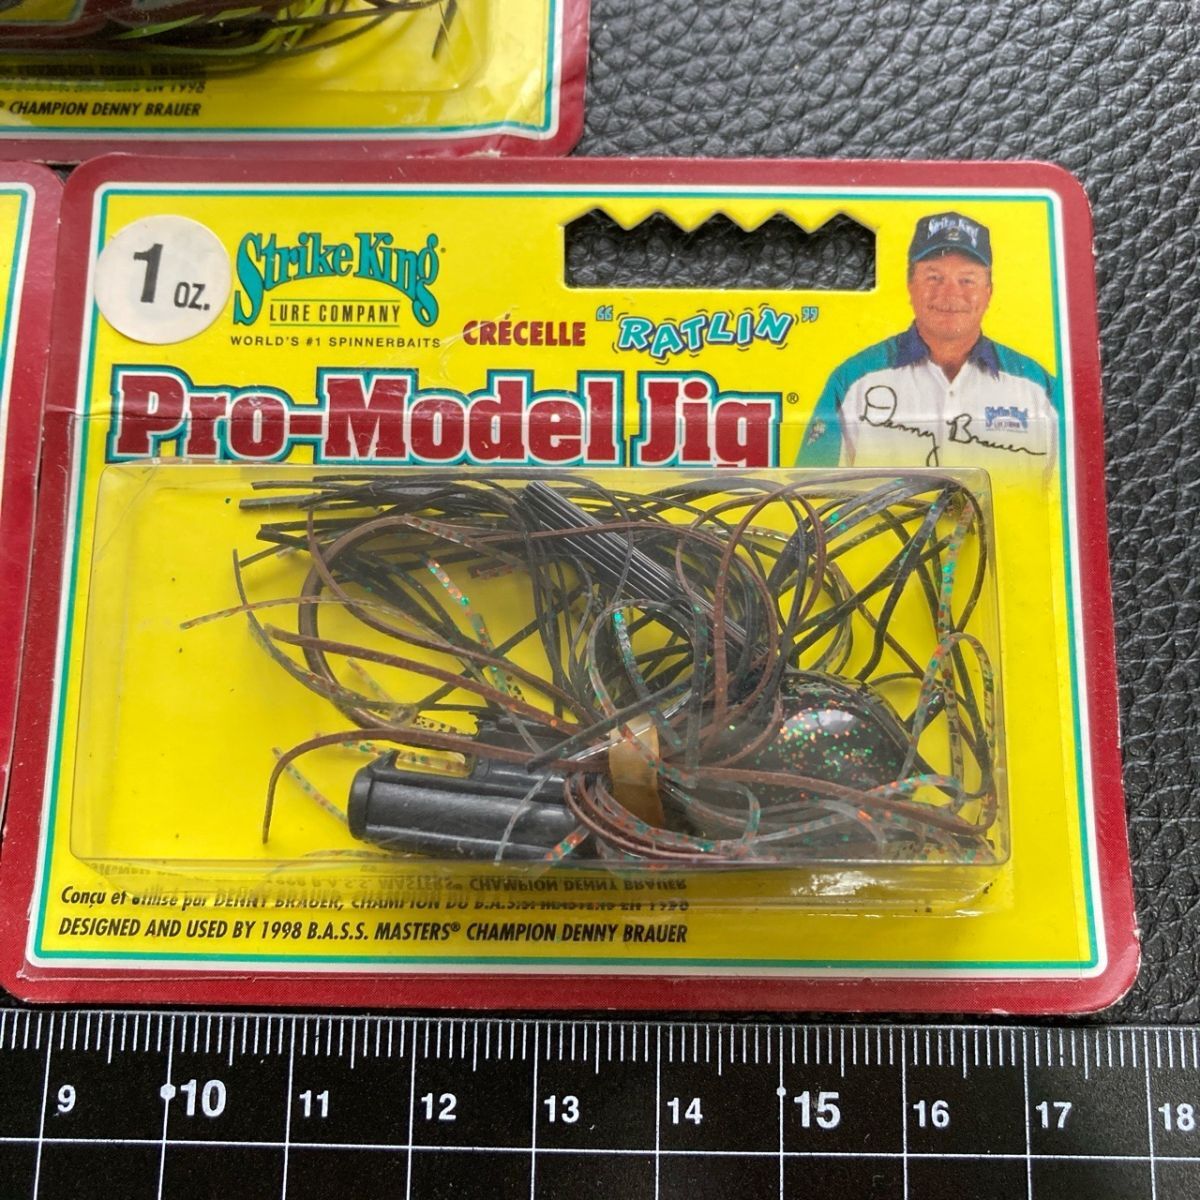 CHAMPION DENNY BRAUER
1 OZ.
Strike King
LURE COMPANY
WORLD'S #1 SPINNERBAITS
CRÉCELLE "RATLIN"
Pro-Model Jig®
Strike King
Denny Brauer
Strike King
Conçu et utilisé par DENNY BRAUER, CHAMPION DU B.A.S.S. MASTERS EN 1998
DESIGNED AND USED BY 1998 B.A.S.S. MASTERS® CHAMPION DENNY BRAUER
9 10 11 12 13 14 15 16 17 18